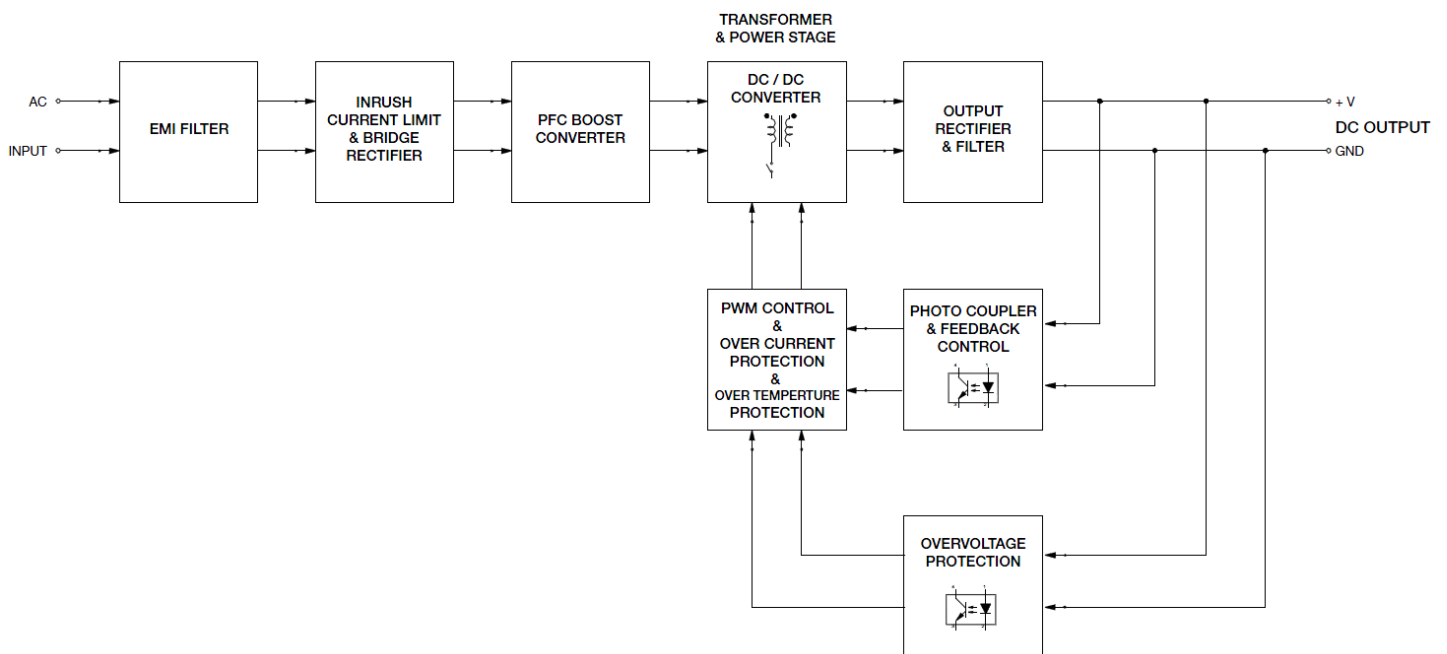 TRANSFORMER
& POWER STAGE
AC
INPUT
EMI FILTER
INRUSH
CURRENT LIMIT
& BRIDGE
RECTIFIER
PFC BOOST
CONVERTER
DC / DC
CONVERTER
OUTPUT
RECTIFIER
& FILTER
+ V
DC OUTPUT
GND
PWM CONTROL
&
OVER CURRENT
PROTECTION
&
OVER TEMPERTURE
PROTECTION
PHOTO COUPLER
& FEEDBACK
CONTROL
OVERVOLTAGE
PROTECTION